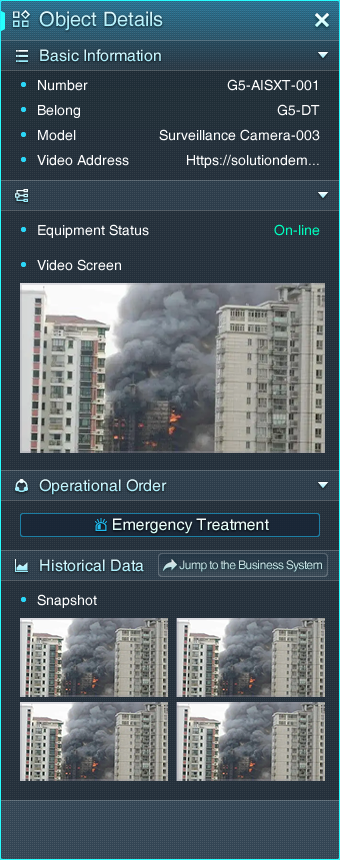 Object Details
Basic Information
Number G5-AISXT-001
Belong G5-DT
Model Surveillance Camera-003
Video Address Https://solutiondem...
Equipment Status On-line
Video Screen
Operational Order
Emergency Treatment
Historical Data Jump to the Business System
Snapshot